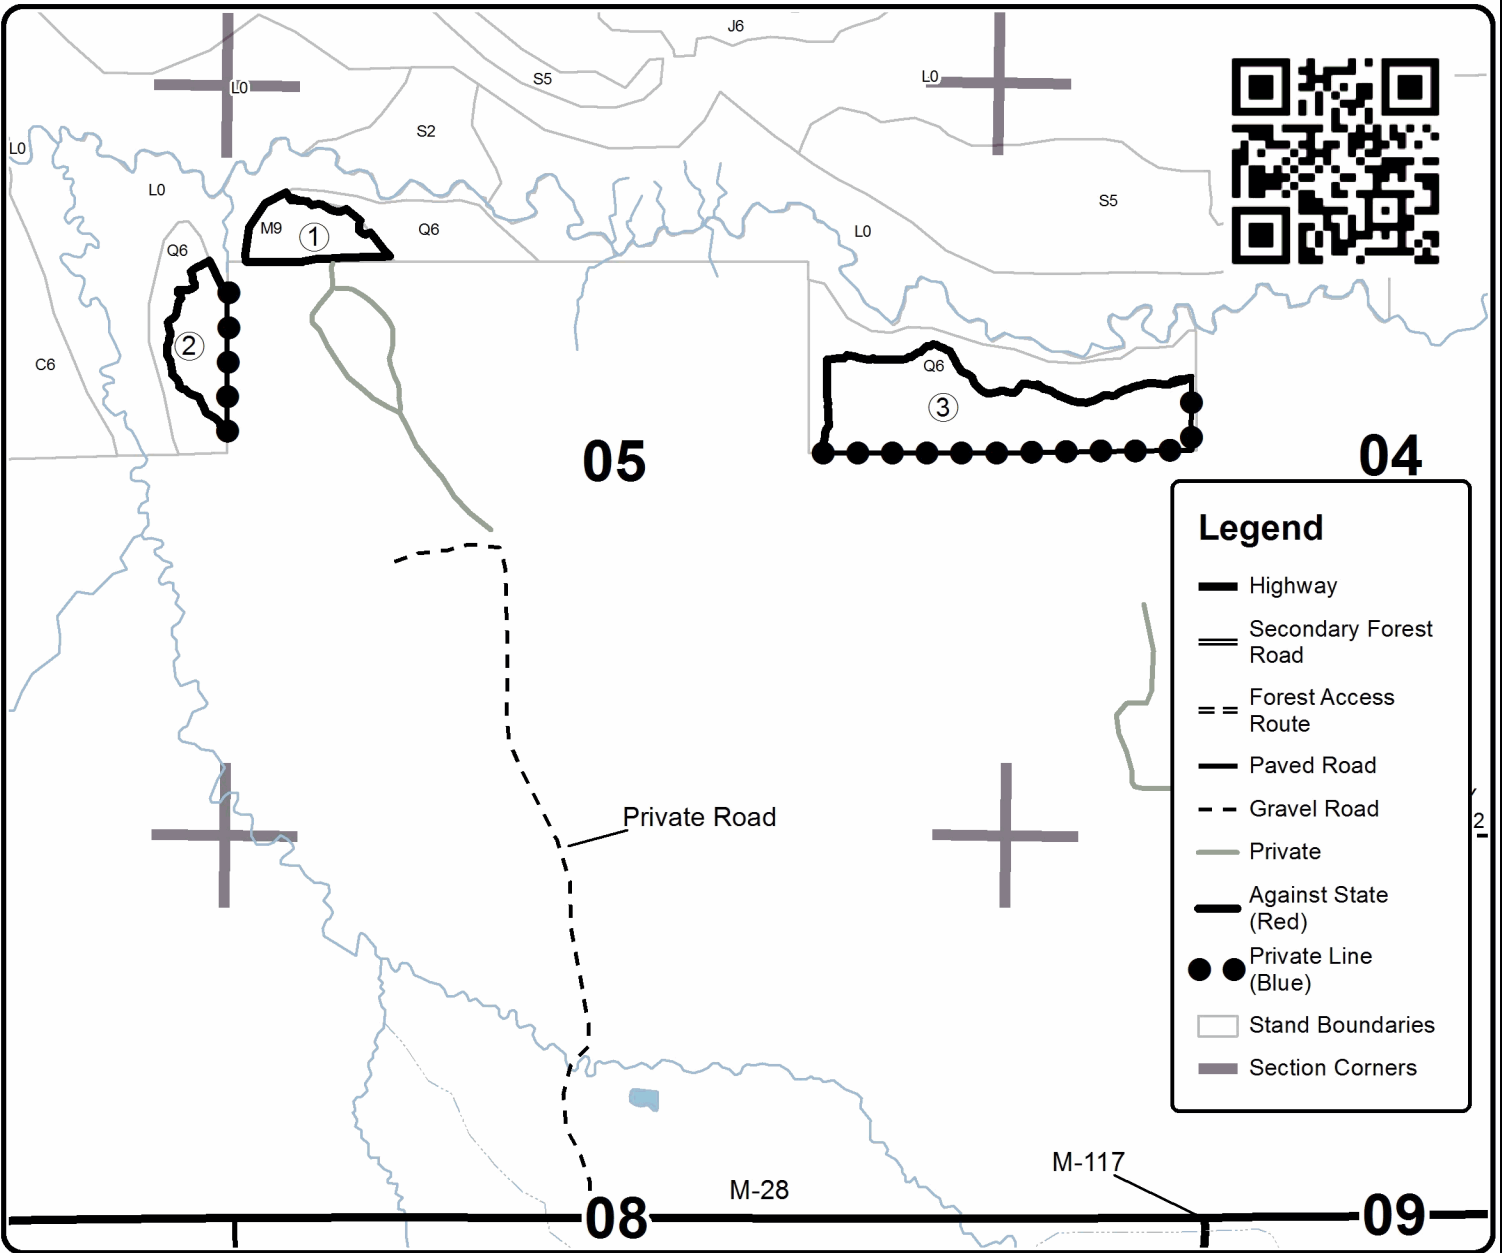 J6
S5
L0
L0
S2
L0
L0
S5
M9
1
Q6
L0
Q6
2
C6
Q6
3
05
04
Legend
Highway
Secondary Forest
Road
Forest Access
Route
Paved Road
Gravel Road
Private
Against State
(Red)
Private Line
(Blue)
Stand Boundaries
Section Corners
2
Private Road
M-117
M-28
08
09